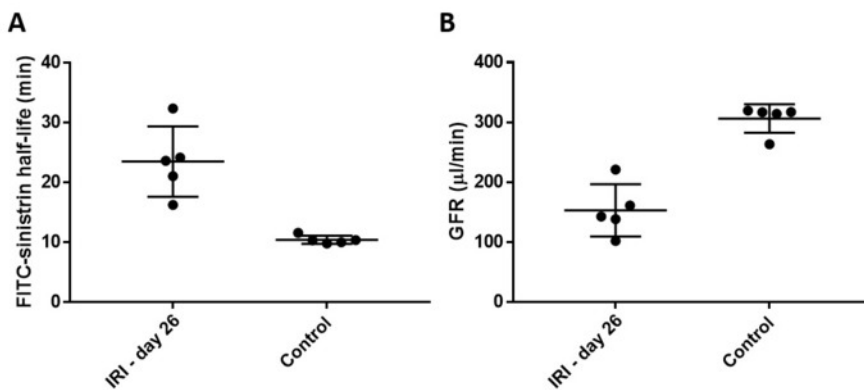 A
FITC-sinistrin half-life (min)
40
30
20
10
0
IRI - day 26
Control
B
GFR (µl/min)
400
300
200
100
0
IRI - day 26
Control